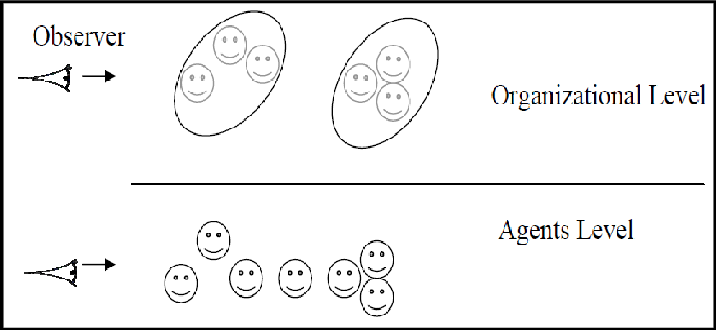 Observer
Organizational Level
Agents Level